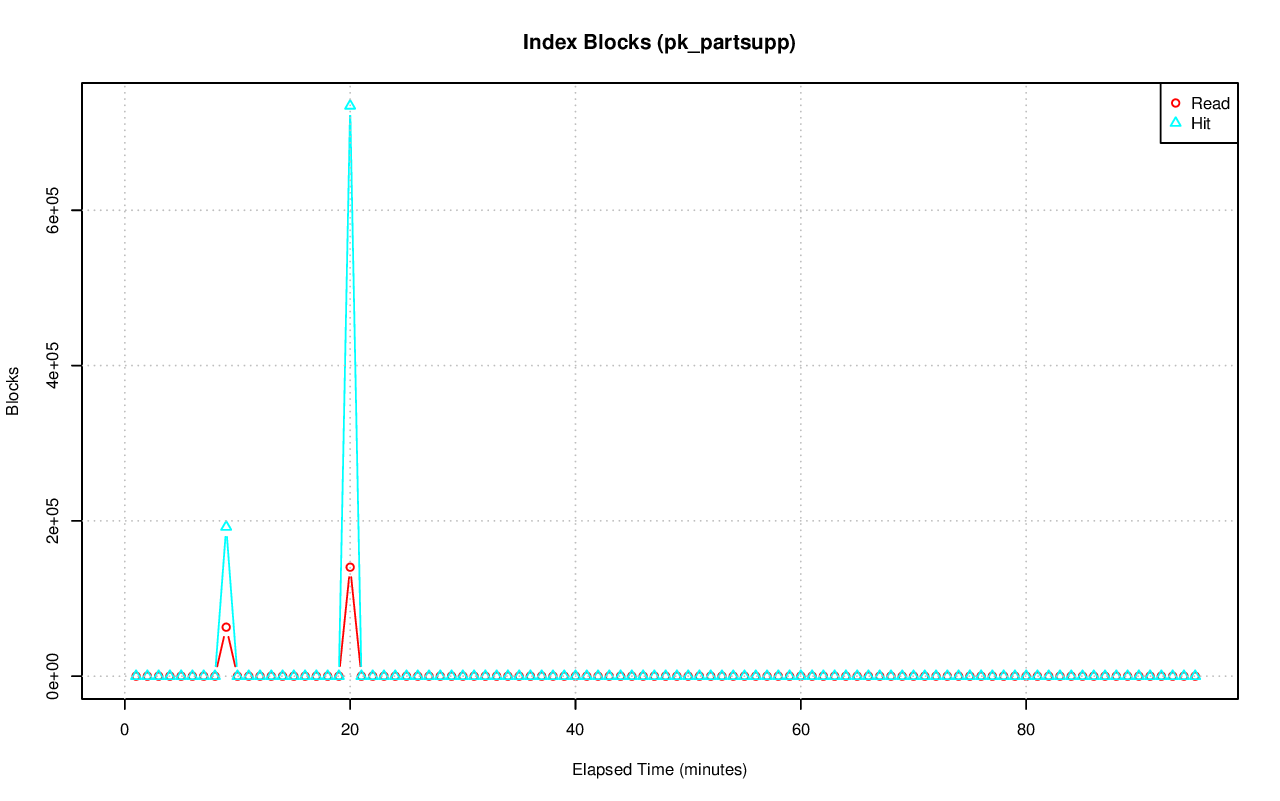 Index Blocks (pk_partsupp)
Read
Hit
Blocks
6e+05
4e+05
2e+05
0e+00
0 20 40 60 80
Elapsed Time (minutes)